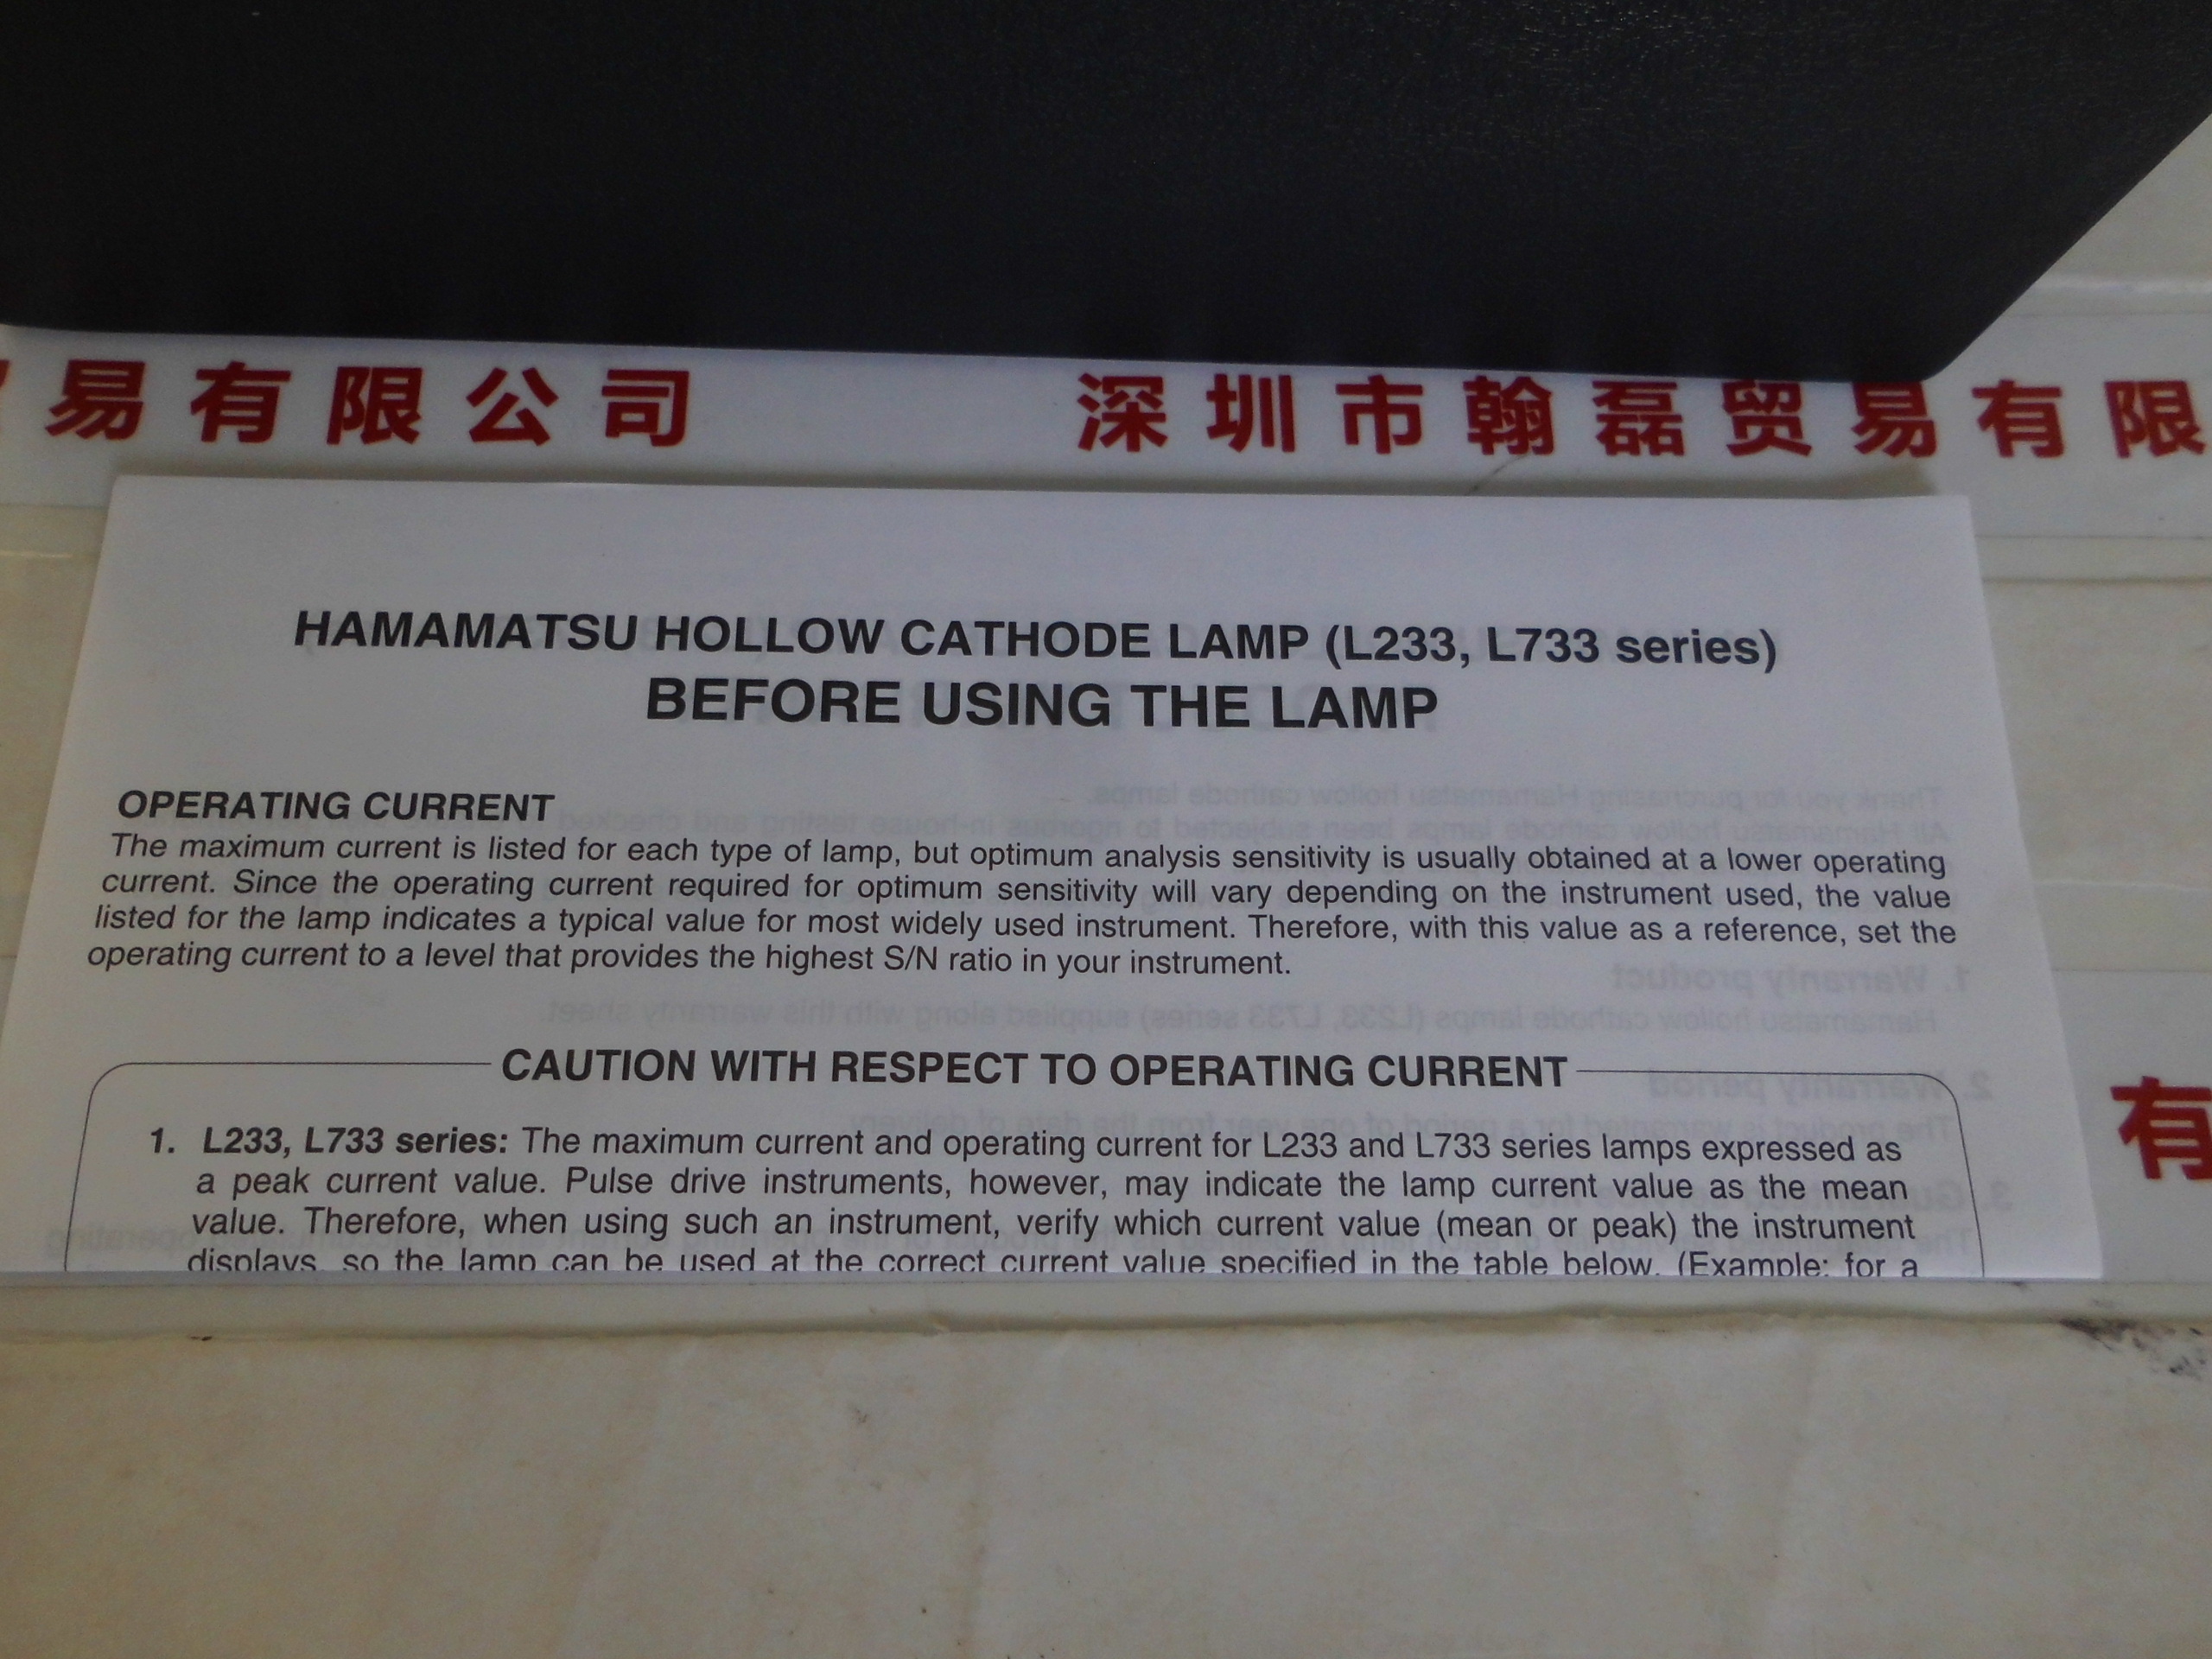 易有限公司 深圳市翰磊贸易有限
HAMAMATSU HOLLOW CATHODE LAMP (L233, L733 series)
BEFORE USING THE LAMP
OPERATING CURRENT
The maximum current is listed for each type of lamp, but optimum analysis sensitivity is usually obtained at a lower operating
current. Since the operating current required for optimum sensitivity will vary depending on the instrument used, the value
listed for the lamp indicates a typical value for most widely used instrument. Therefore, with this value as a reference, set the
operating current to a level that provides the highest S/N ratio in your instrument.
CAUTION WITH RESPECT TO OPERATING CURRENT
有
1. L233, L733 series: The maximum current and operating current for L233 and L733 series lamps expressed as
a peak current value. Pulse drive instruments, however, may indicate the lamp current value as the mean
value. Therefore, when using such an instrument, verify which current value (mean or peak) the instrument
displays, so the lamp can be used at the correct current value specified in the table below. (Example: for a